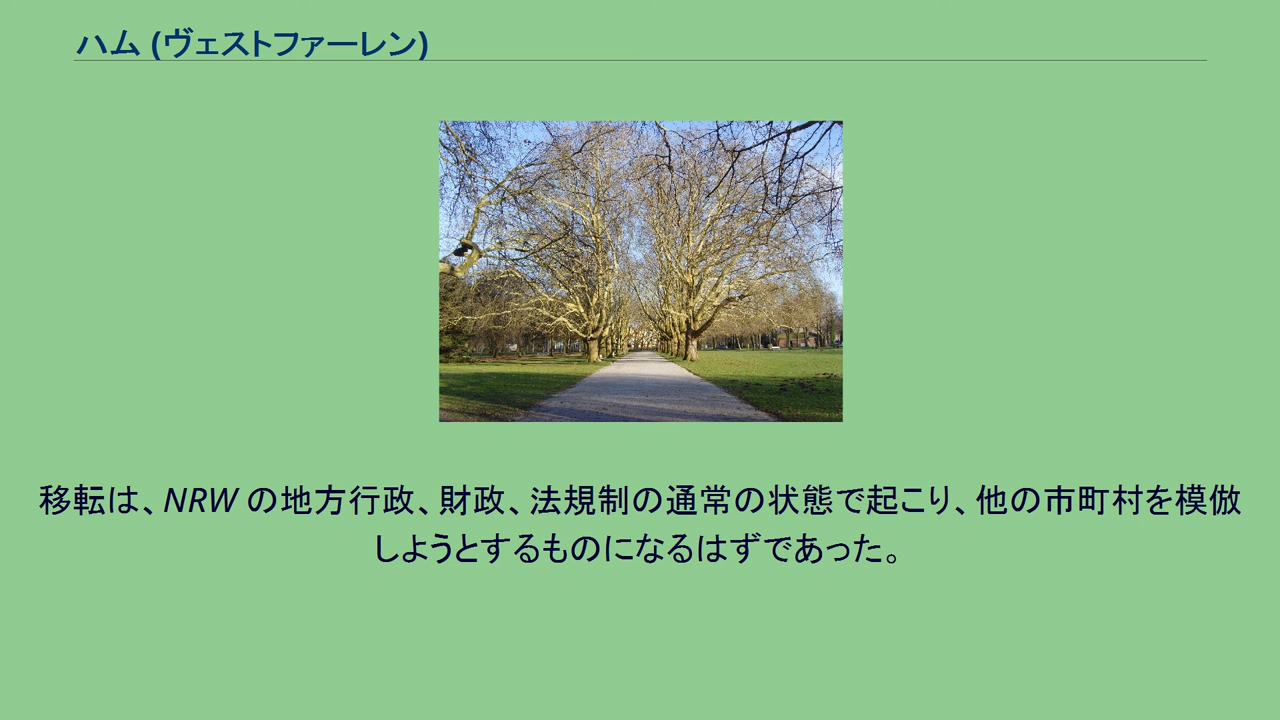 ハム (ヴェストファーレン)
移転は、NRW の地方行政、財政、法規制の通常の状態で起こり、他の市町村を模倣
しようとするものになるはずであった。